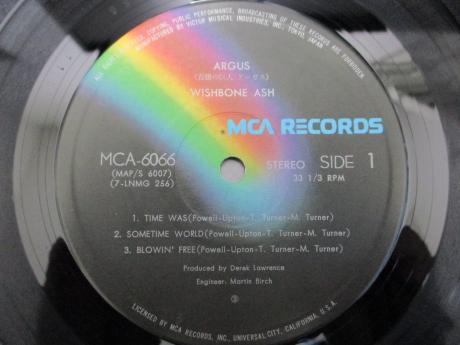 ALL RIGHTS
COPYING, PUBLIC PERFORMANCE, BROADCASTING OF THESE RECORDS ARE FORBIDDEN.
MANUFACTURED BY VICTOR MUSICAL INDUSTRIES, INC., TOKYO, JAPAN
ARGUS
(百眼の巨人アーガス)
WISHBONE ASH
MCA RECORDS
MCA-6066
(MAP/S 6007)
(7-LNMG 256)
STEREO SIDE 1
33 1/3 RPM
1. TIME WAS(Powell-Upton-T. Turner-M. Turner)
2. SOMETIME WORLD(Powell-Upton-T. Turner-M. Turner)
3. BLOWIN' FREE(Powell-Upton-T. Turner-M. Turner)
Produced by Derek Lawrence
Engineer: Martin Birch
LICENSED BY MCA RECORDS, INC., UNIVERSAL CITY, CALIFORNIA, U.S.A.